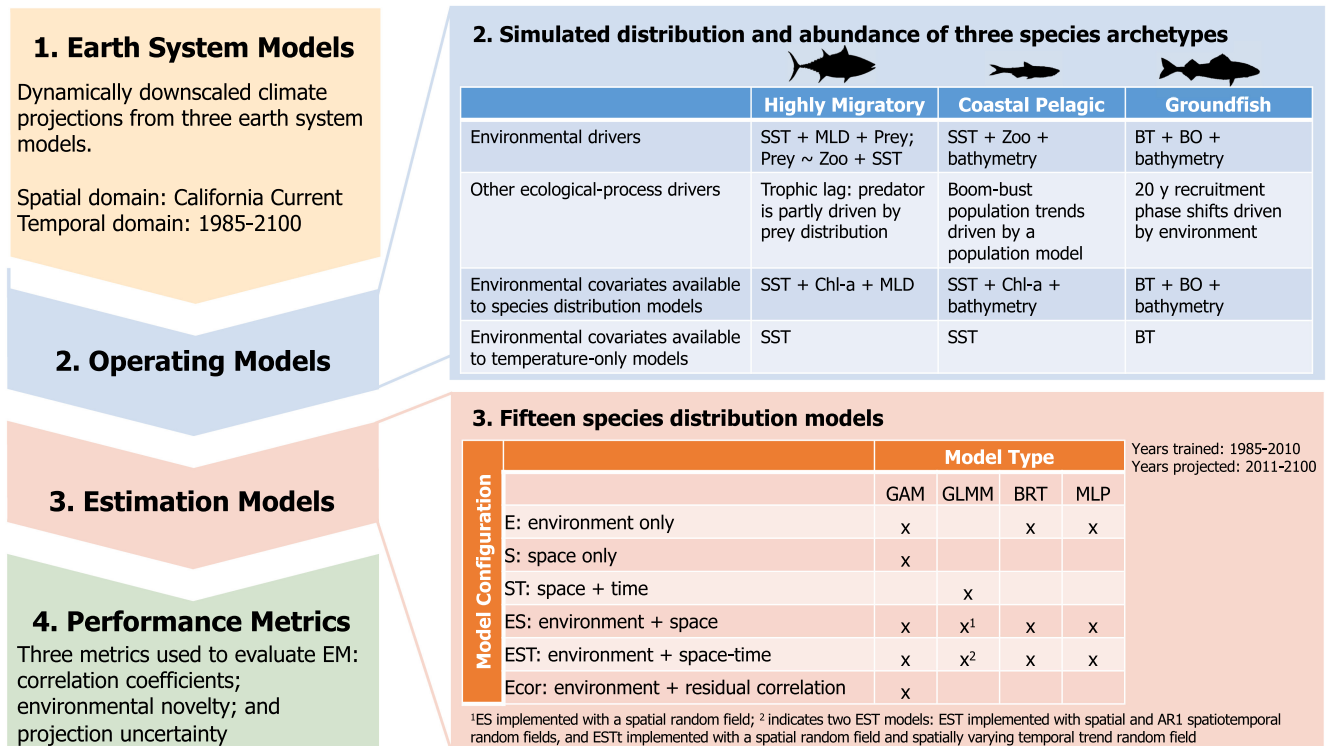 1. Earth System Models
Dynamically downscaled climate
projections from three earth system
models.
Spatial domain: California Current
Temporal domain: 1985-2100
2. Operating Models
3. Estimation Models
4. Performance Metrics
Three metrics used to evaluate EM:
correlation coefficients;
environmental novelty; and
projection uncertainty
2. Simulated distribution and abundance of three species archetypes
Highly Migratory Coastal Pelagic Groundfish
Environmental drivers
SST + MLD + Prey;
Prey ~ Zoo + SST
SST + Zoo +
bathymetry
BT + BO +
bathymetry
Other ecological-process drivers
Trophic lag: predator
is partly driven by
prey distribution
Boom-bust
population trends
driven by a
population model
20 y recruitment
phase shifts driven
by environment
Environmental covariates available
to species distribution models
SST + Chl-a + MLD
SST + Chl-a +
bathymetry
BT + BO +
bathymetry
Environmental covariates available
to temperature-only models
SST
SST
BT
3. Fifteen species distribution models
Years trained: 1985-2010
Years projected: 2011-2100
Model Configuration
Model Type
GAM GLMM BRT MLP
E: environment only x x x
S: space only x
ST: space + time x
ES: environment + space x x¹ x x
EST: environment + space-time x x² x x
Ecor: environment + residual correlation x
¹ES implemented with a spatial random field; ² indicates two EST models: EST implemented with spatial and AR1 spatiotemporal
random fields, and ESTt implemented with a spatial random field and spatially varying temporal trend random field